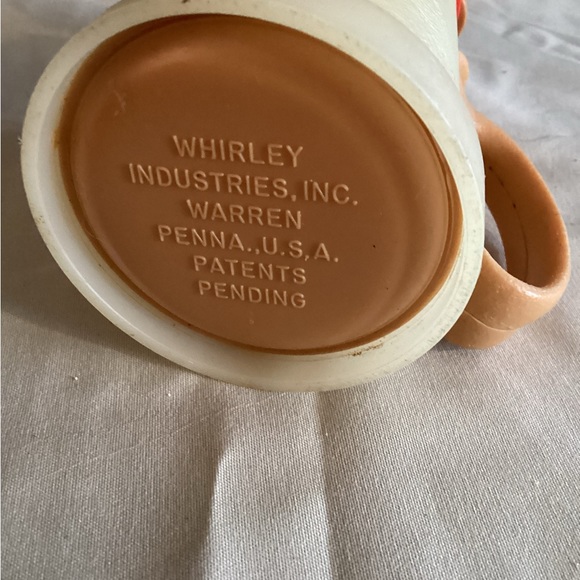 WHIRLEY
INDUSTRIES, INC.
WARREN
PENNA.,U,S,A.
PATENTS
PENDING